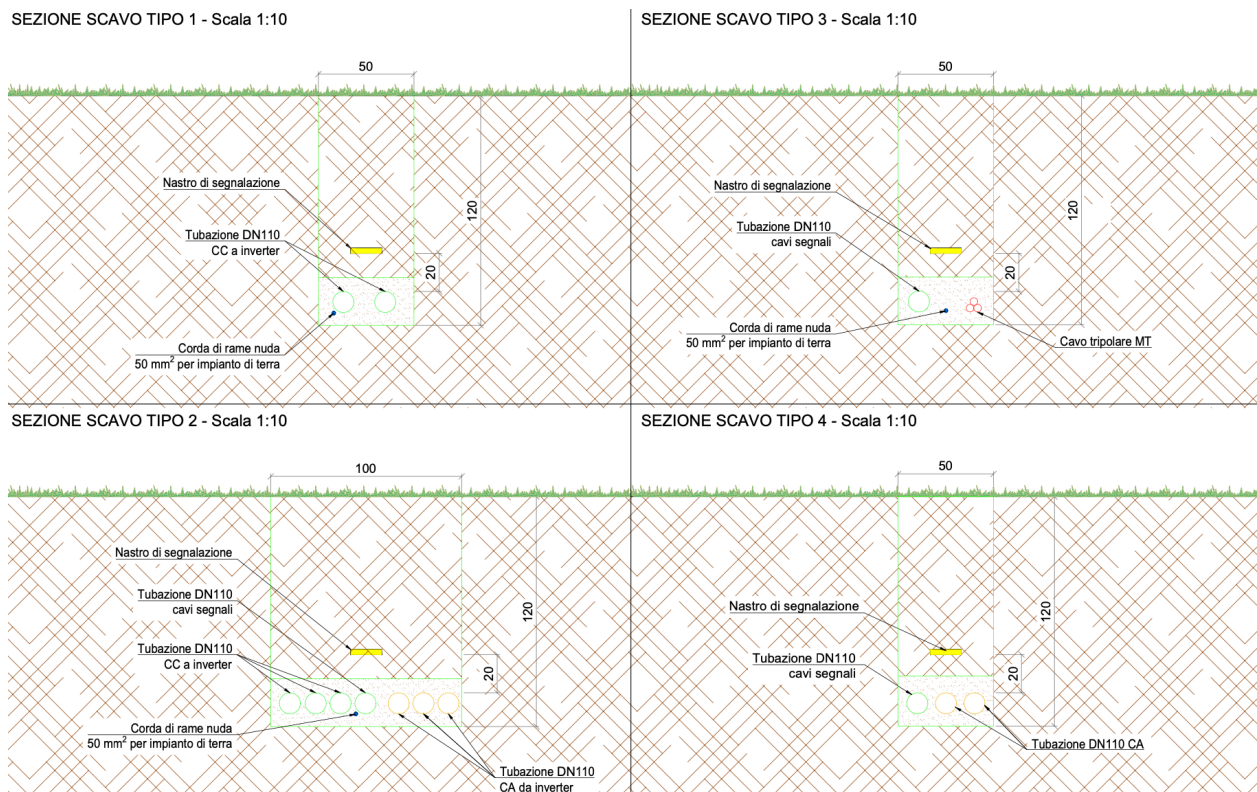 SEZIONE SCAVO TIPO 1 - Scala 1:10
50
Nastro di segnalazione
Tubazione DN110
CC a inverter
120
20
Corda di rame nuda
50 mm² per impianto di terra
SEZIONE SCAVO TIPO 3 - Scala 1:10
50
Nastro di segnalazione
Tubazione DN110
cavi segnali
120
20
Corda di rame nuda
50 mm² per impianto di terra
Cavo tripolare MT
SEZIONE SCAVO TIPO 2 - Scala 1:10
100
Nastro di segnalazione
Tubazione DN110
cavi segnali
Tubazione DN110
CC a inverter
120
20
Corda di rame nuda
50 mm² per impianto di terra
Tubazione DN110
CA da inverter
SEZIONE SCAVO TIPO 4 - Scala 1:10
50
Nastro di segnalazione
Tubazione DN110
cavi segnali
120
20
Tubazione DN110 CA